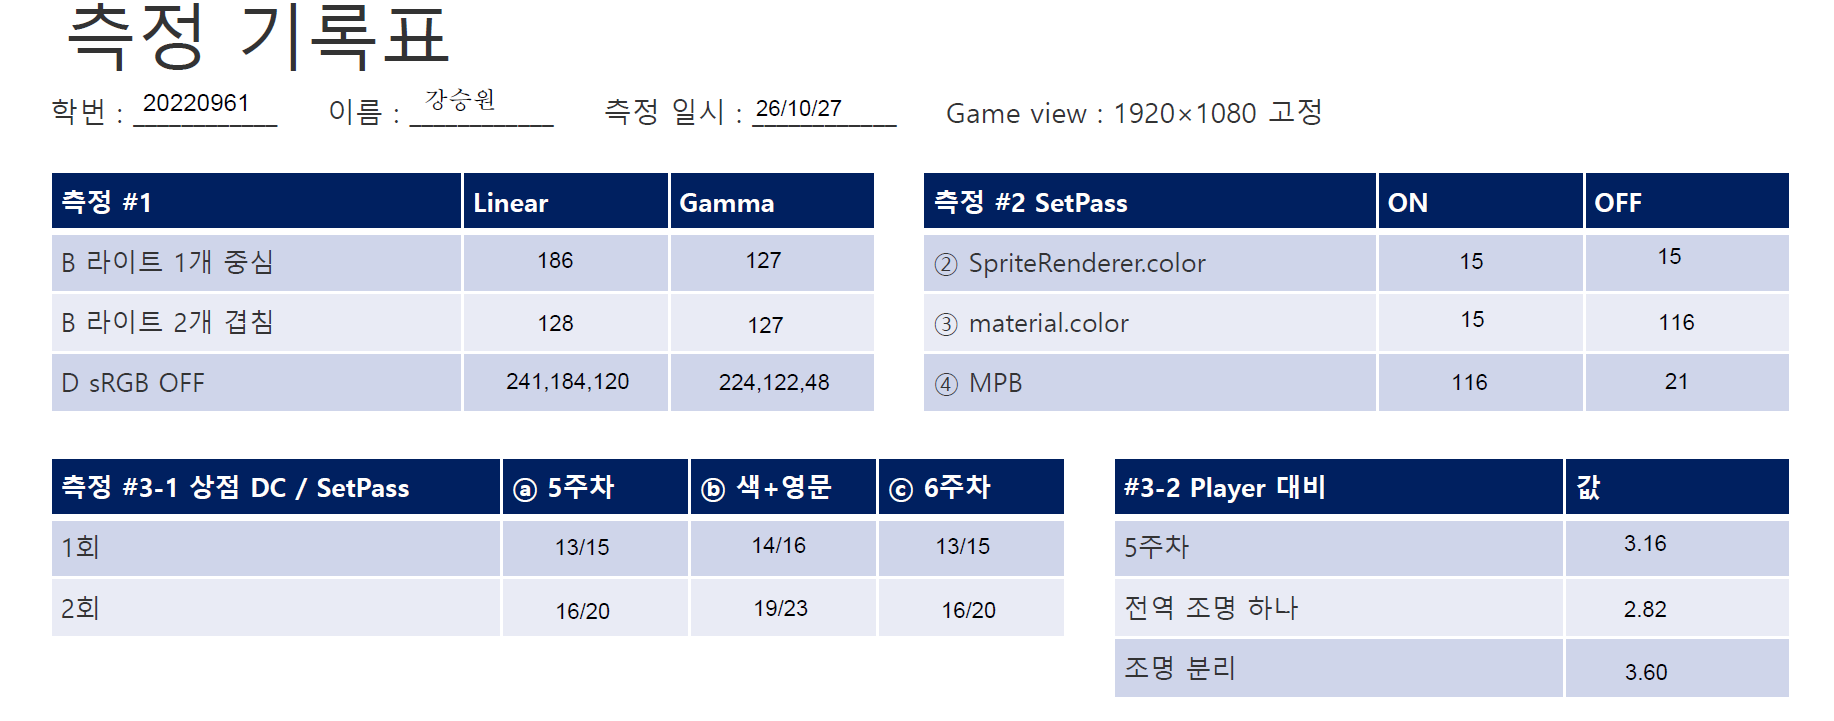 측정 기록표
학번 : 20220961 이름 : 강승원 측정 일시 : 26/10/27 Game view : 1920×1080 고정
측정 #1 Linear Gamma
B 라이트 1개 중심 186 127
B 라이트 2개 겹침 128 127
D sRGB OFF 241,184,120 224,122,48
측정 #2 SetPass ON OFF
② SpriteRenderer.color 15 15
③ material.color 15 116
④ MPB 116 21
측정 #3-1 상점 DC / SetPass ⓐ 5주차 ⓑ 색+영문 ⓒ 6주차
1회 13/15 14/16 13/15
2회 16/20 19/23 16/20
#3-2 Player 대비 값
5주차 3.16
전역 조명 하나 2.82
조명 분리 3.60